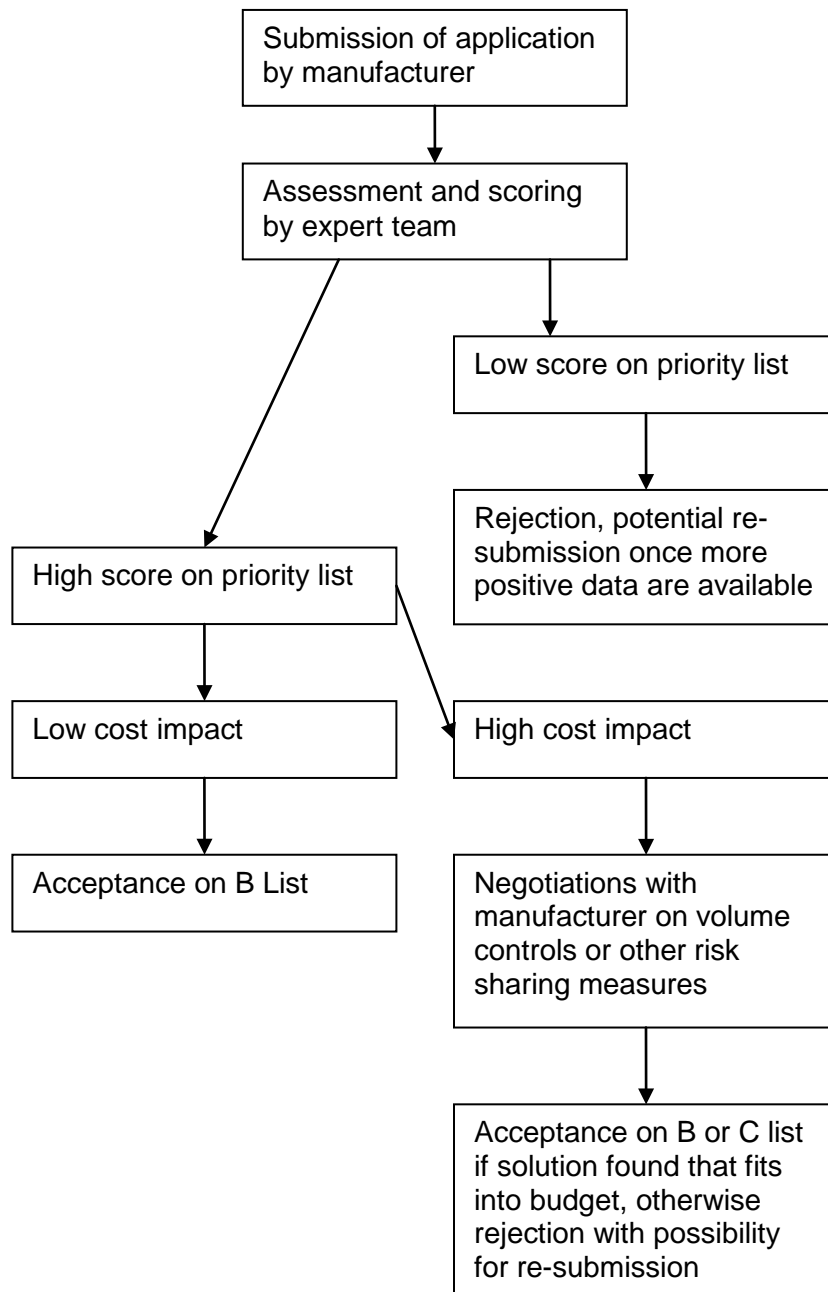 Submission of application
by manufacturer
Assessment and scoring
by expert team
Low score on priority list
Rejection, potential re-
submission once more
positive data are available
High score on priority list
Low cost impact
High cost impact
Acceptance on B List
Negotiations with
manufacturer on volume
controls or other risk
sharing measures
Acceptance on B or C list
if solution found that fits
into budget, otherwise
rejection with possibility
for re-submission